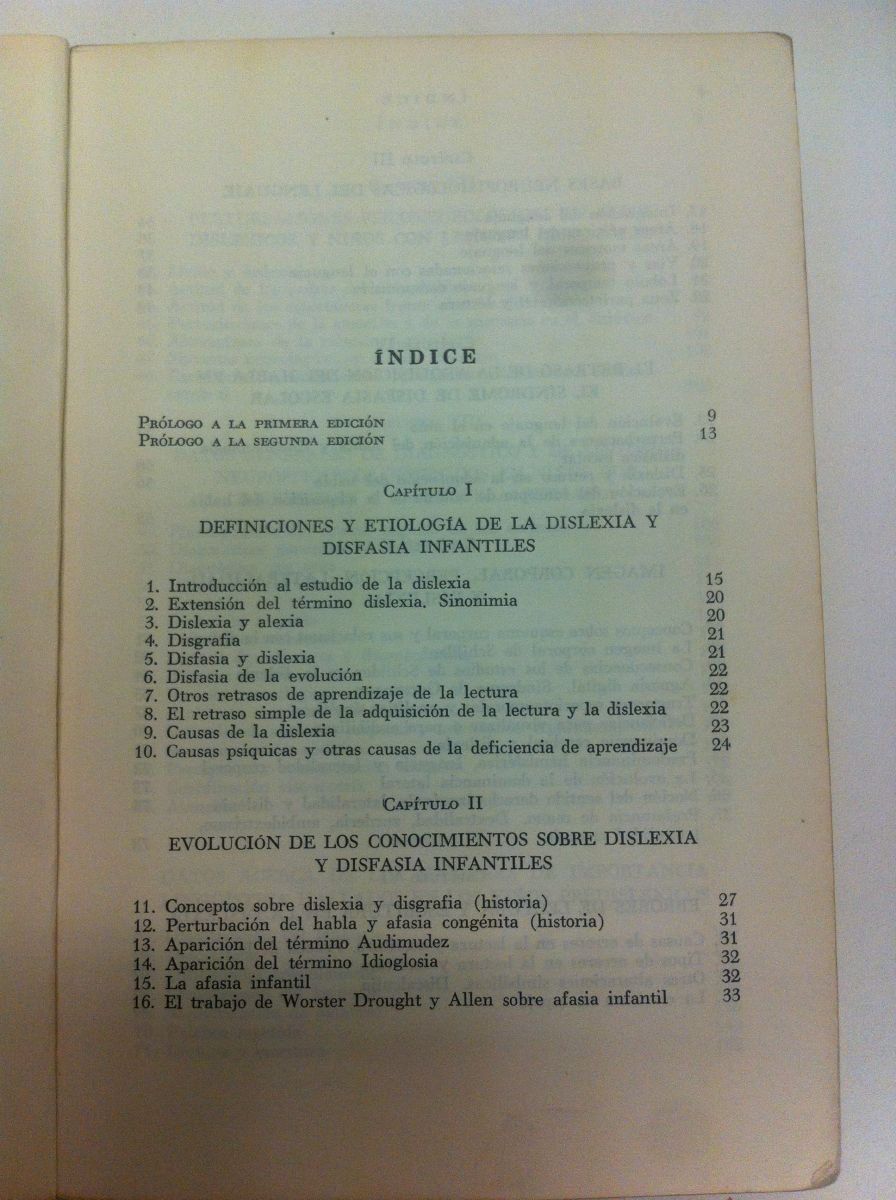 ÍNDICE
PRÓLOGO A LA PRIMERA EDICIÓN 9
PRÓLOGO A LA SEGUNDA EDICIÓN 13
CAPÍTULO I
DEFINICIONES Y ETIOLOGÍA DE LA DISLEXIA Y
DISFASIA INFANTILES
1. Introducción al estudio de la dislexia 15
2. Extensión del término dislexia. Sinonimia 20
3. Dislexia y alexia 20
4. Disgrafia 21
5. Disfasia y dislexia 21
6. Disfasia de la evolución 22
7. Otros retrasos de aprendizaje de la lectura 22
8. El retraso simple de la adquisición de la lectura y la dislexia 22
9. Causas de la dislexia 23
10. Causas psíquicas y otras causas de la deficiencia de aprendizaje 24
CAPÍTULO II
EVOLUCIÓN DE LOS CONOCIMIENTOS SOBRE DISLEXIA
Y DISFASIA INFANTILES
11. Conceptos sobre dislexia y disgrafia (historia) 27
12. Perturbación del habla y afasia congénita (historia) 31
13. Aparición del término Audimudez 31
14. Aparición del término Idioglosia 32
15. La afasia infantil 32
16. El trabajo de Worster Drought y Allen sobre afasia infantil 33